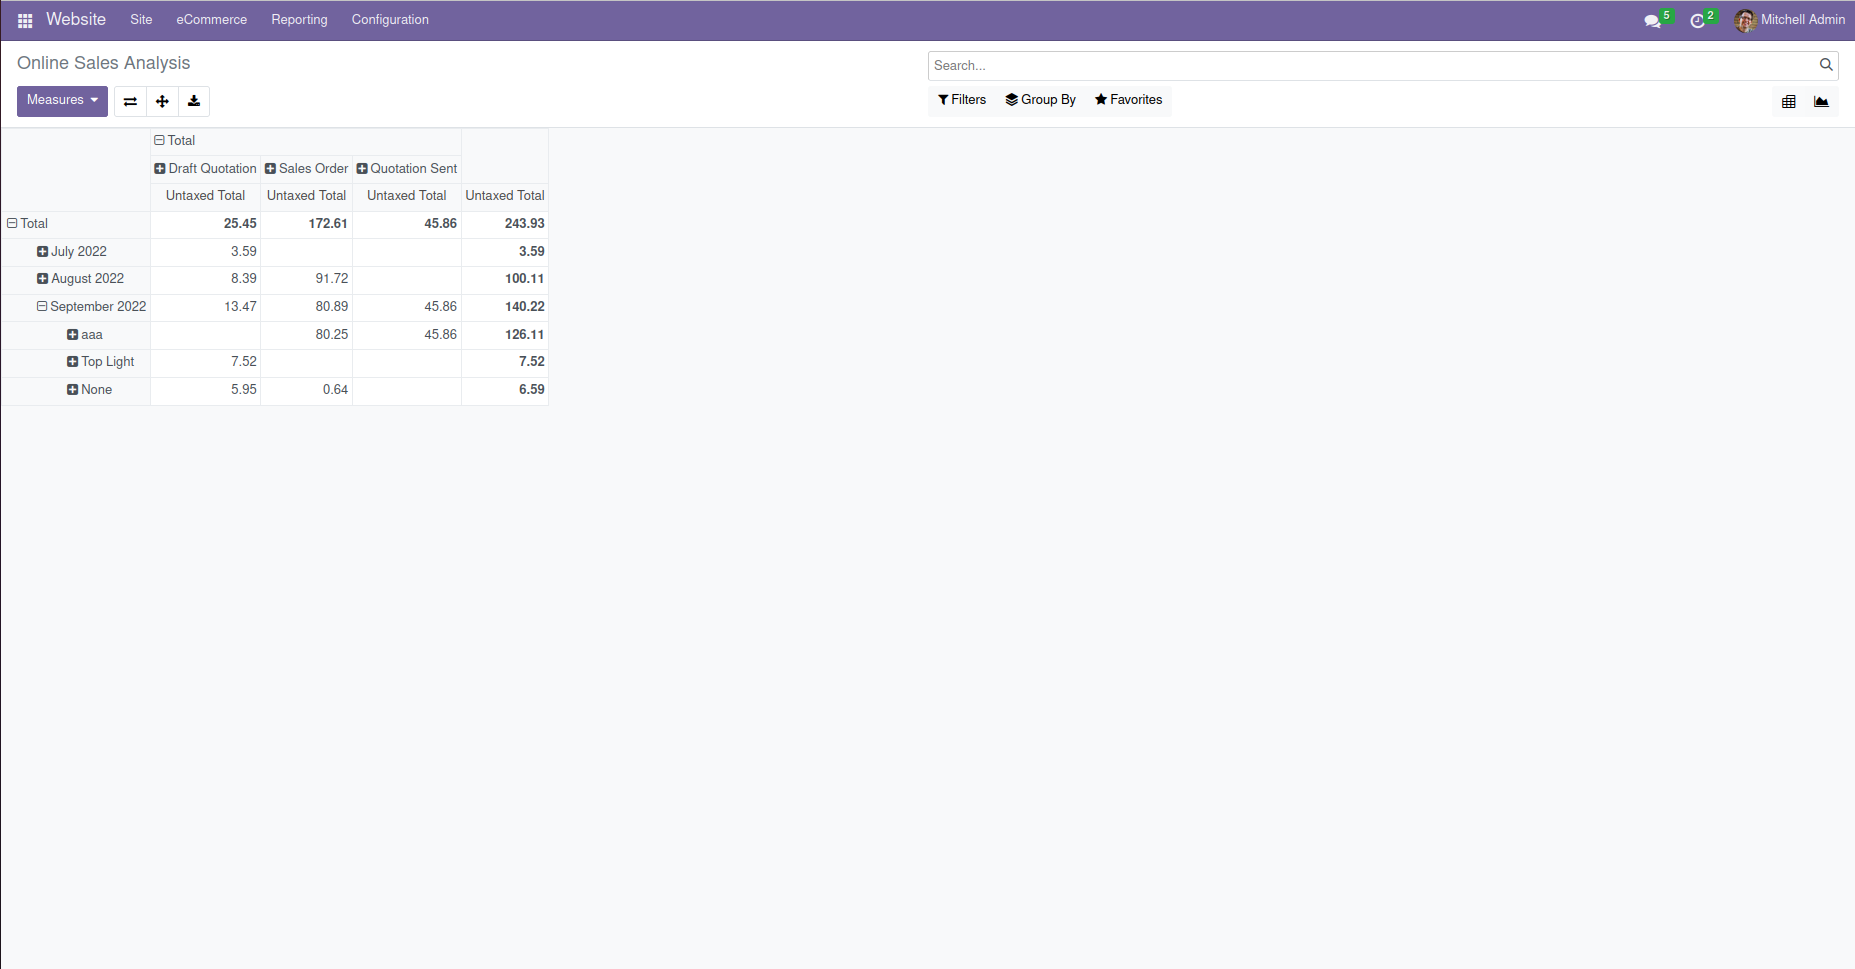 Website Site eCommerce Reporting Configuration 5 2 Mitchell Admin
Online Sales Analysis Search...
Measures Filters Group By Favorites
Total
Draft Quotation Sales Order Quotation Sent
Untaxed Total Untaxed Total Untaxed Total Untaxed Total
Total 25.45 172.61 45.86 243.93
July 2022 3.59 3.59
August 2022 8.39 91.72 100.11
September 2022 13.47 80.89 45.86 140.22
aaa 80.25 45.86 126.11
Top Light 7.52 7.52
None 5.95 0.64 6.59